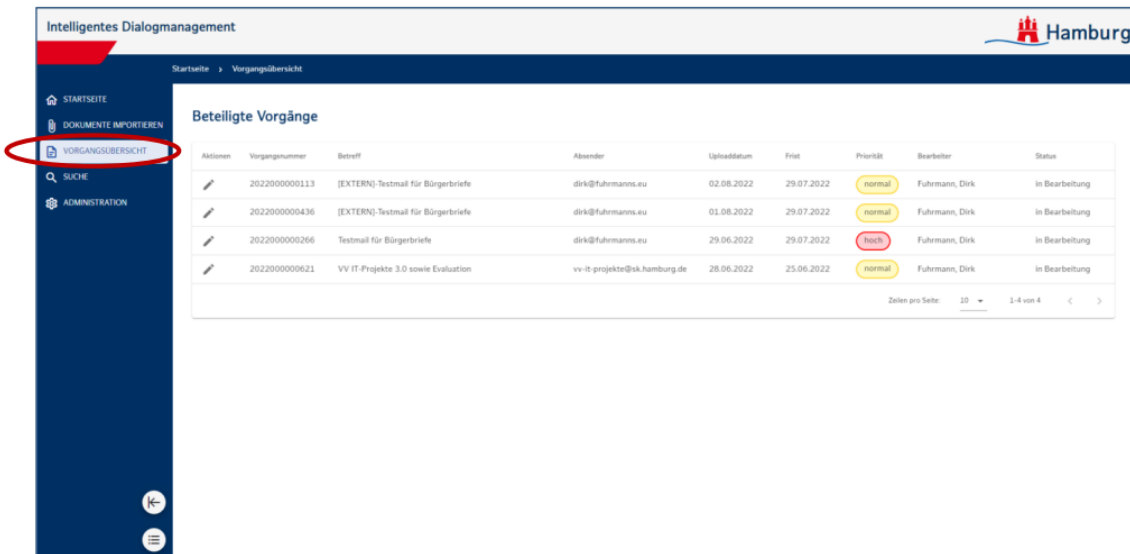 Intelligentes Dialogmanagement
Hamburg
Startseite > Vorgangsübersicht
STARTSEITE
DOKUMENTE IMPORTIEREN
VORGANGSÜBERSICHT
SUCHE
ADMINISTRATION
Beteiligte Vorgänge
Aktionen Vorgangsnummer Betreff Absender Uploaddatum Frist Priorität Bearbeiter Status
2022000000113 [EXTERN]-Testmail für Bürgerbriefe dirk@fuhrmanns.eu 02.08.2022 29.07.2022 normal Fuhrmann, Dirk in Bearbeitung
2022000000436 [EXTERN]-Testmail für Bürgerbriefe dirk@fuhrmanns.eu 01.08.2022 29.07.2022 normal Fuhrmann, Dirk in Bearbeitung
2022000000266 Testmail für Bürgerbriefe dirk@fuhrmanns.eu 29.06.2022 29.07.2022 hoch Fuhrmann, Dirk in Bearbeitung
2022000000621 VV IT-Projekte 3.0 sowie Evaluation vv-it-projekte@sk.hamburg.de 28.06.2022 25.06.2022 normal Fuhrmann, Dirk in Bearbeitung
Zeilen pro Seite: 10 1-4 von 4